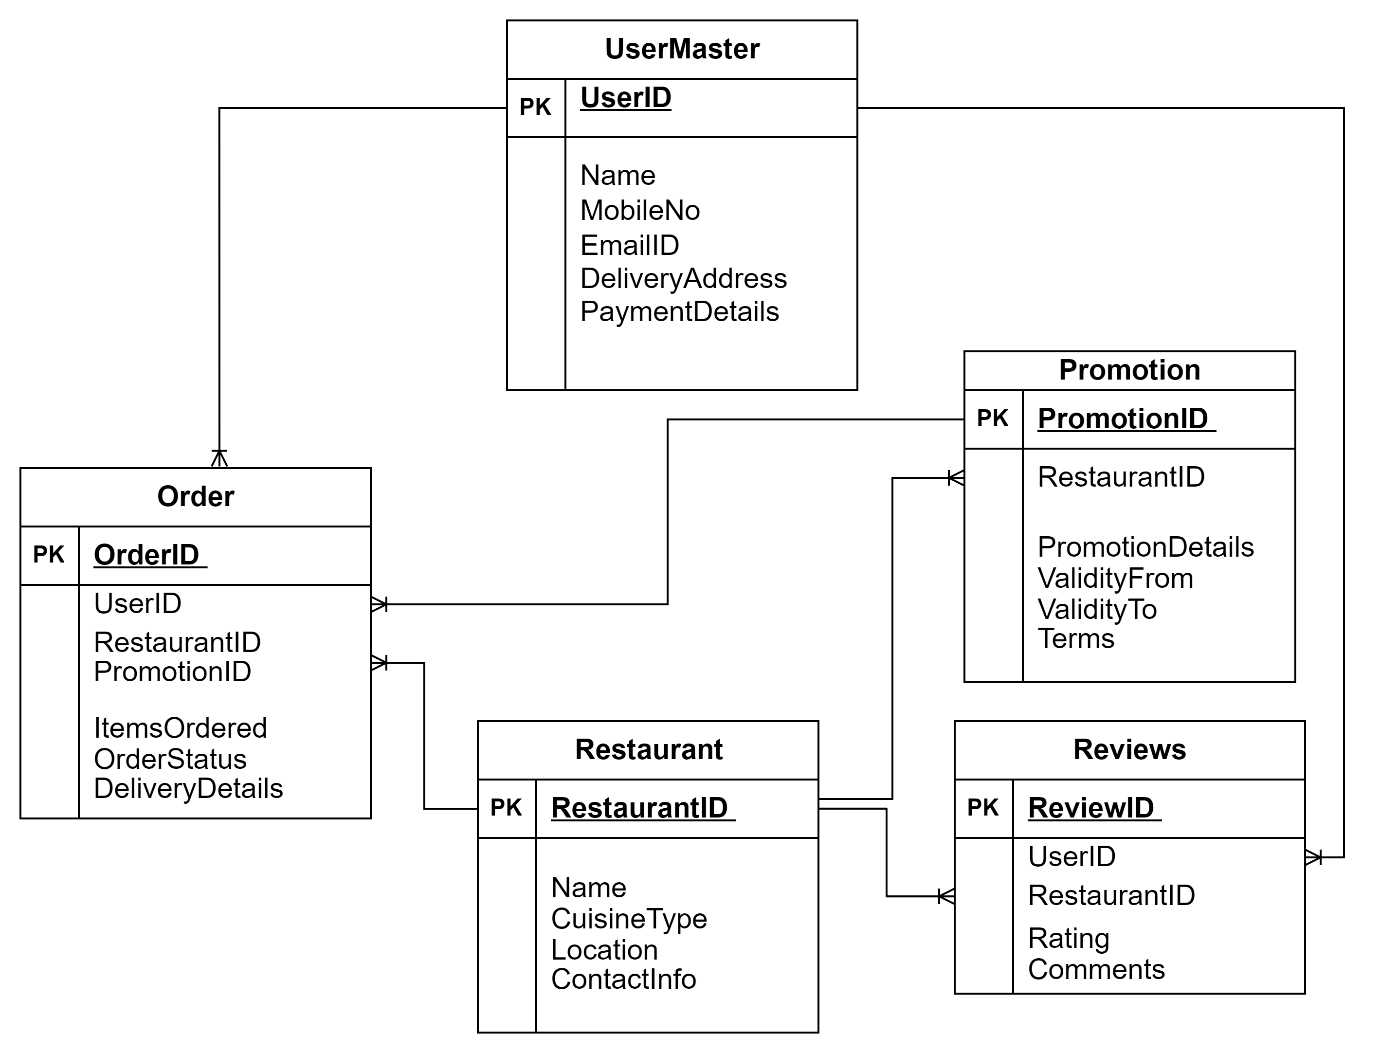 UserMaster
PK UserID
Name
MobileNo
EmailID
DeliveryAddress
PaymentDetails
Promotion
PK PromotionID
RestaurantID
PromotionDetails
ValidityFrom
ValidityTo
Terms
Order
PK OrderID
UserID
RestaurantID
PromotionID
ItemsOrdered
OrderStatus
DeliveryDetails
Restaurant
PK RestaurantID
Name
CuisineType
Location
ContactInfo
Reviews
PK ReviewID
UserID
RestaurantID
Rating
Comments